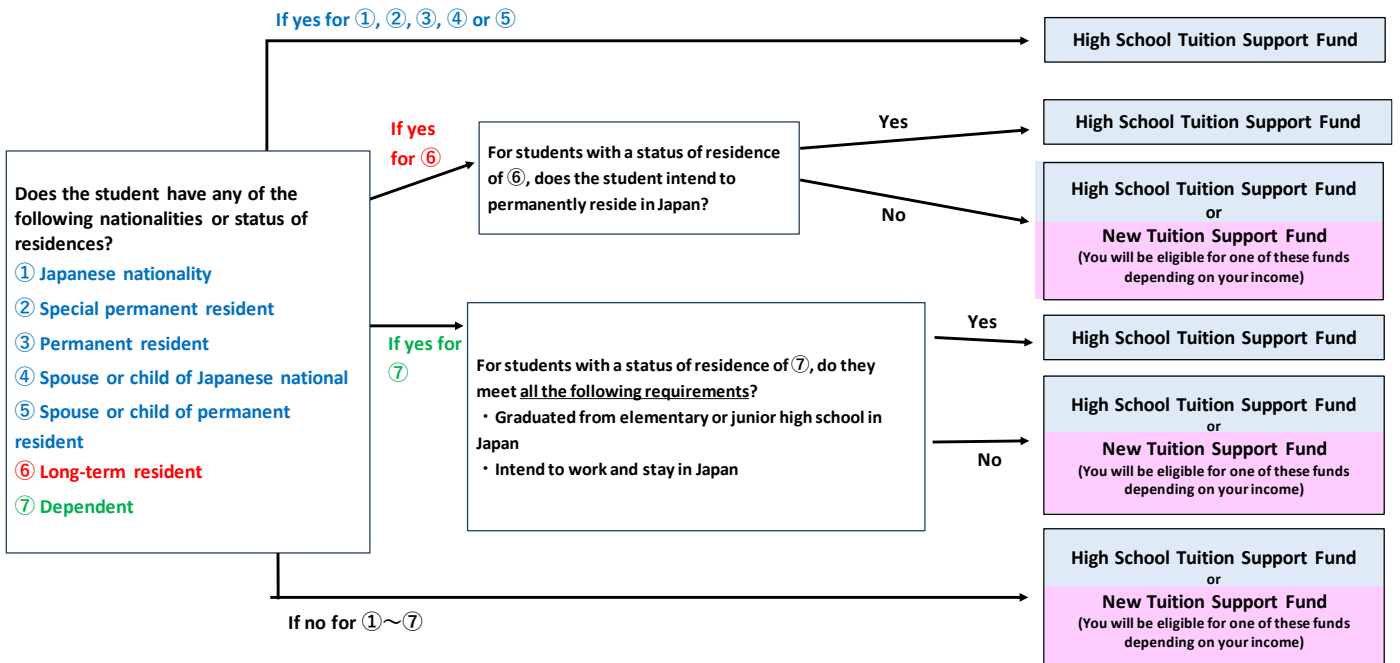 If yes for ①, ②, ③, ④ or ⑤
High School Tuition Support Fund
Does the student have any of the
following nationalities or status of
residences?
① Japanese nationality
② Special permanent resident
③ Permanent resident
④ Spouse or child of Japanese national
⑤ Spouse or child of permanent
resident
⑥ Long-term resident
⑦ Dependent
If yes
for ⑥
For students with a status of residence
of ⑥, does the student intend to
permanently reside in Japan?
Yes
High School Tuition Support Fund
No
High School Tuition Support Fund
or
New Tuition Support Fund
(You will be eligible for one of these funds
depending on your income)
If yes for
⑦
For students with a status of residence of ⑦, do they
meet all the following requirements?
・Graduated from elementary or junior high school in
Japan
・Intend to work and stay in Japan
Yes
High School Tuition Support Fund
No
High School Tuition Support Fund
or
New Tuition Support Fund
(You will be eligible for one of these funds
depending on your income)
If no for ①～⑦
High School Tuition Support Fund
or
New Tuition Support Fund
(You will be eligible for one of these funds
depending on your income)